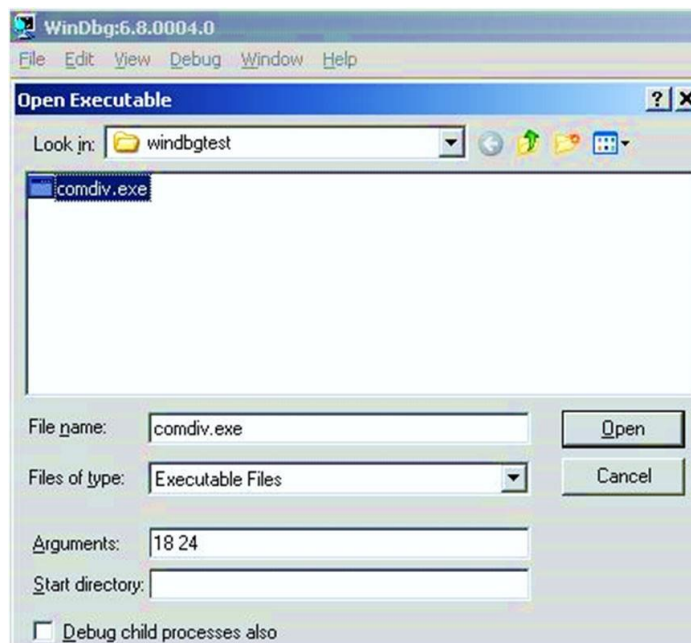 WinDbg:6.8.0004.0
File Edit View Debug Window Help
Open Executable
Look in: windbgtest
comdiv.exe
File name: comdiv.exe Open
Files of type: Executable Files Cancel
Arguments: 18 24
Start directory:
Debug child processes also